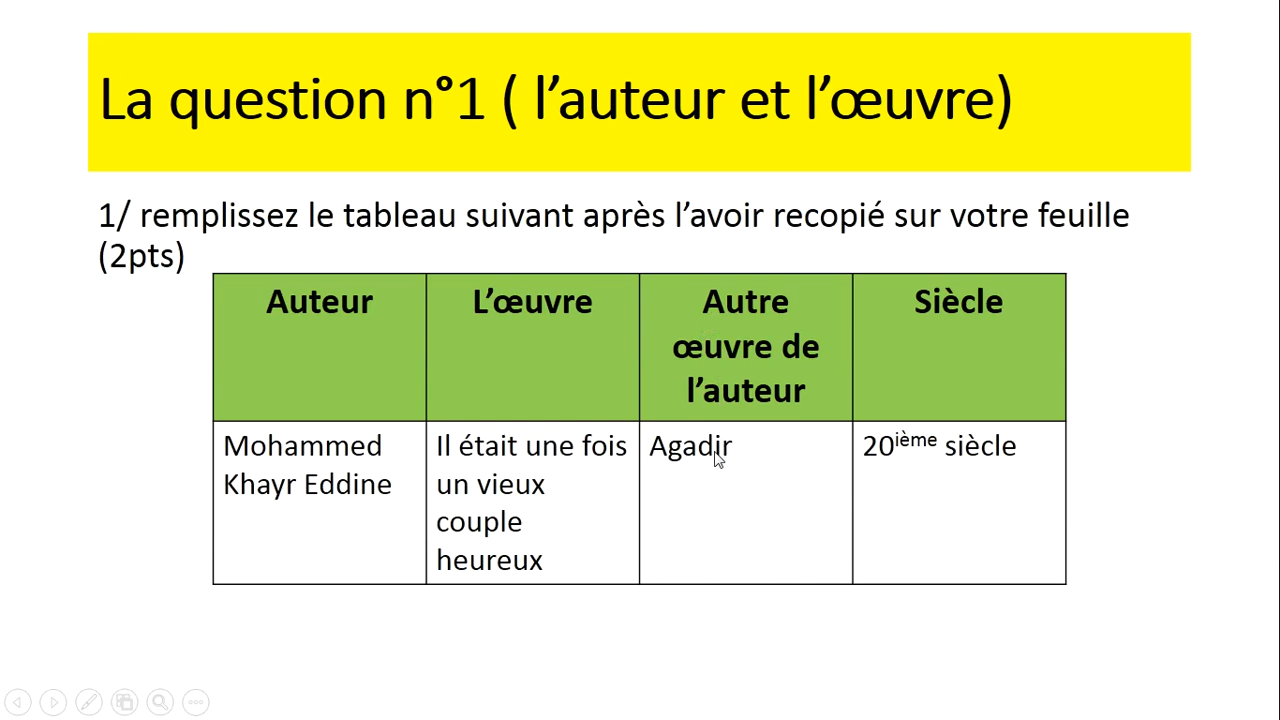 La question n°1 ( l’auteur et l’œuvre)
1/ remplissez le tableau suivant après l’avoir recopié sur votre feuille
(2pts)
Auteur
L’œuvre
Autre
œuvre de
l’auteur
Siècle
Mohammed
Khayr Eddine
Il était une fois
un vieux
couple
heureux
Agadir
20ième siècle